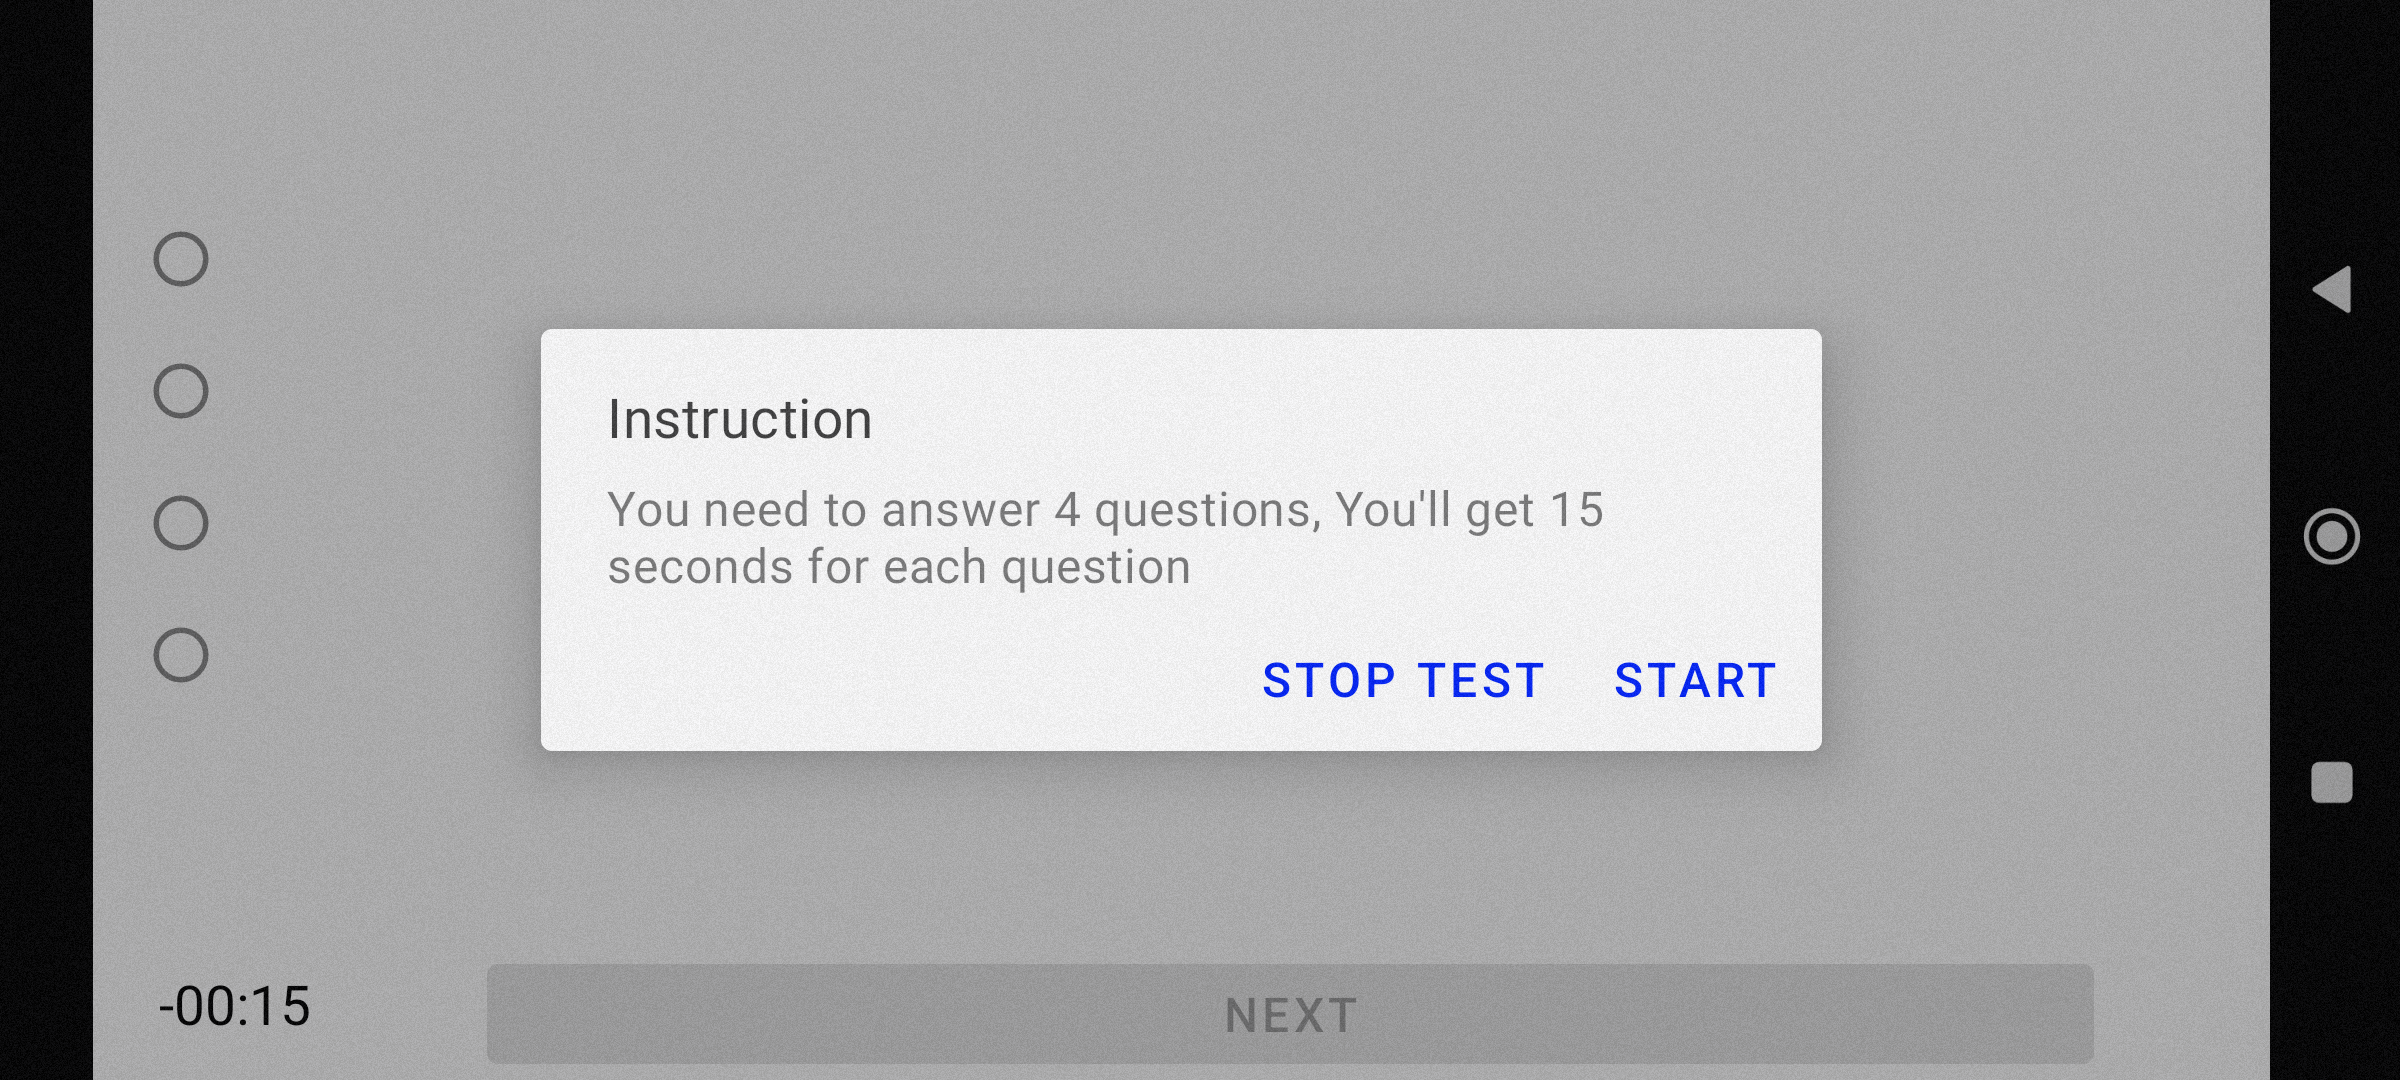 Instruction
You need to answer 4 questions, You'll get 15
seconds for each question
STOP TEST START
-00:15 NEXT